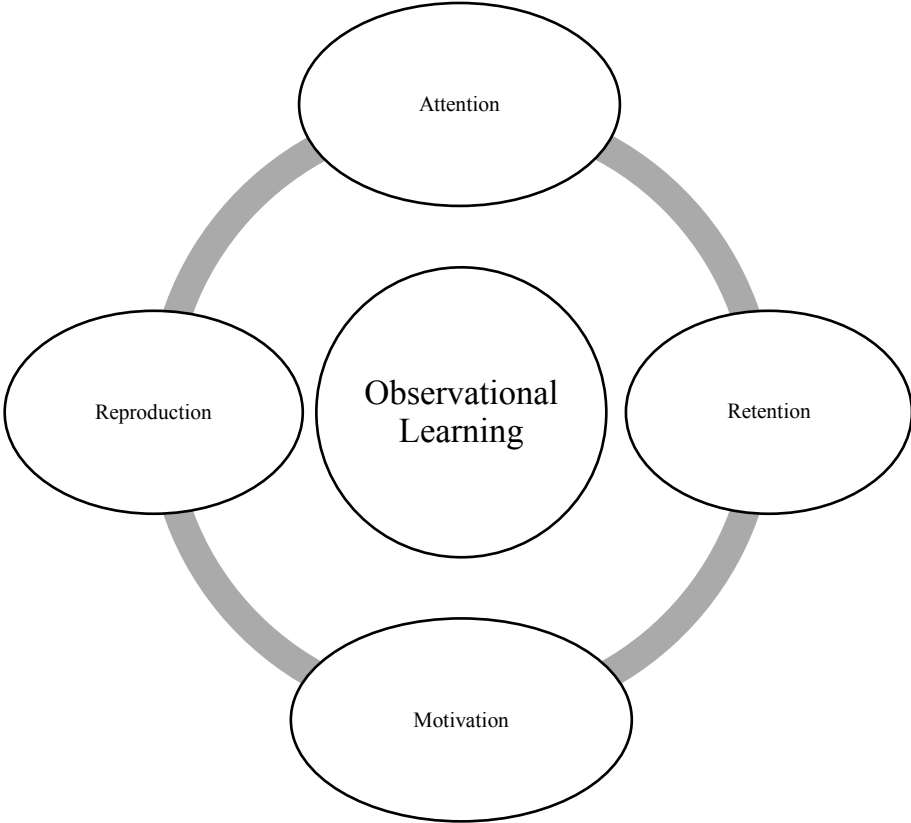 Attention
Reproduction
Observational
Learning
Retention
Motivation